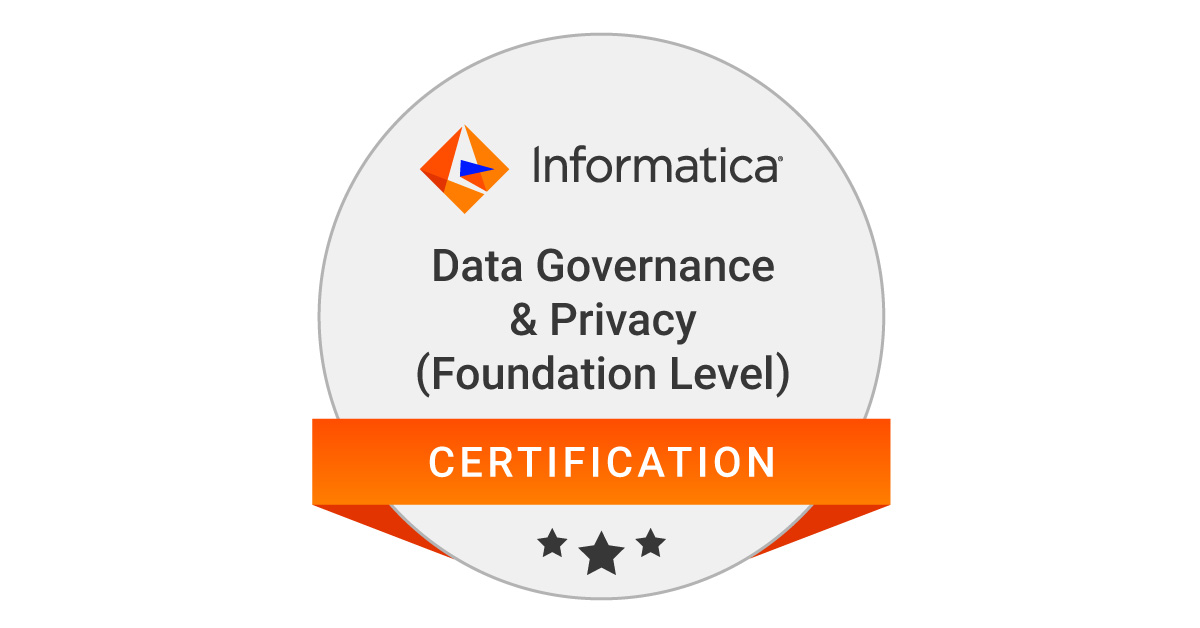 Informatica®
Data Governance
& Privacy
(Foundation Level)
CERTIFICATION